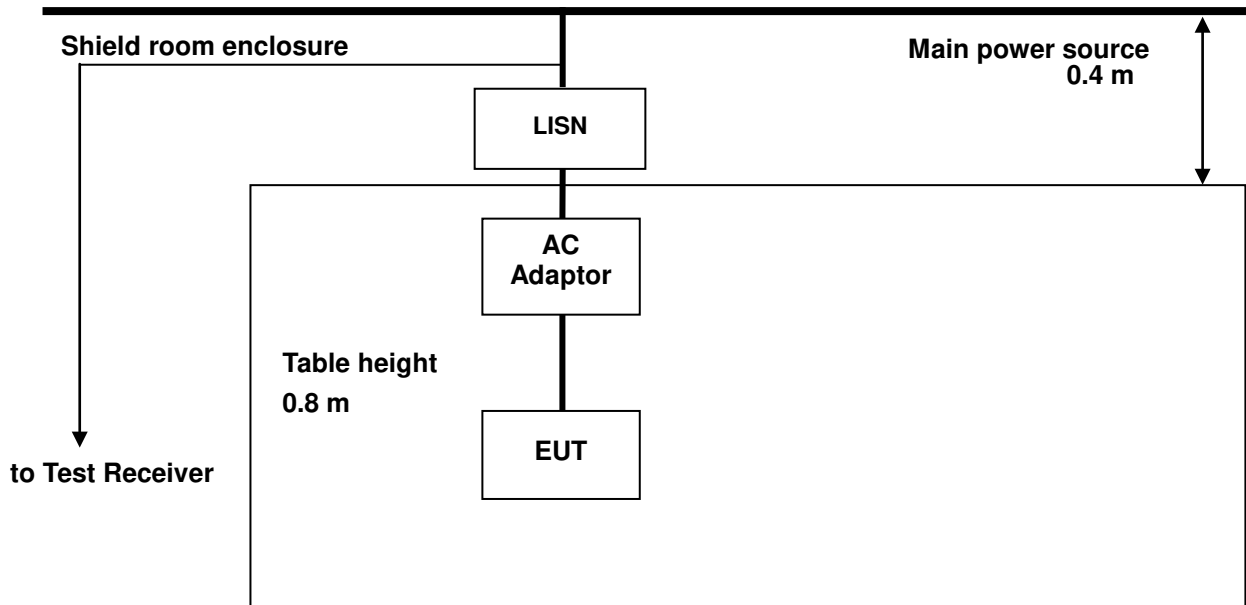 Shield room enclosure
Main power source
0.4 m
LISN
AC
Adaptor
Table height
0.8 m
EUT
to Test Receiver